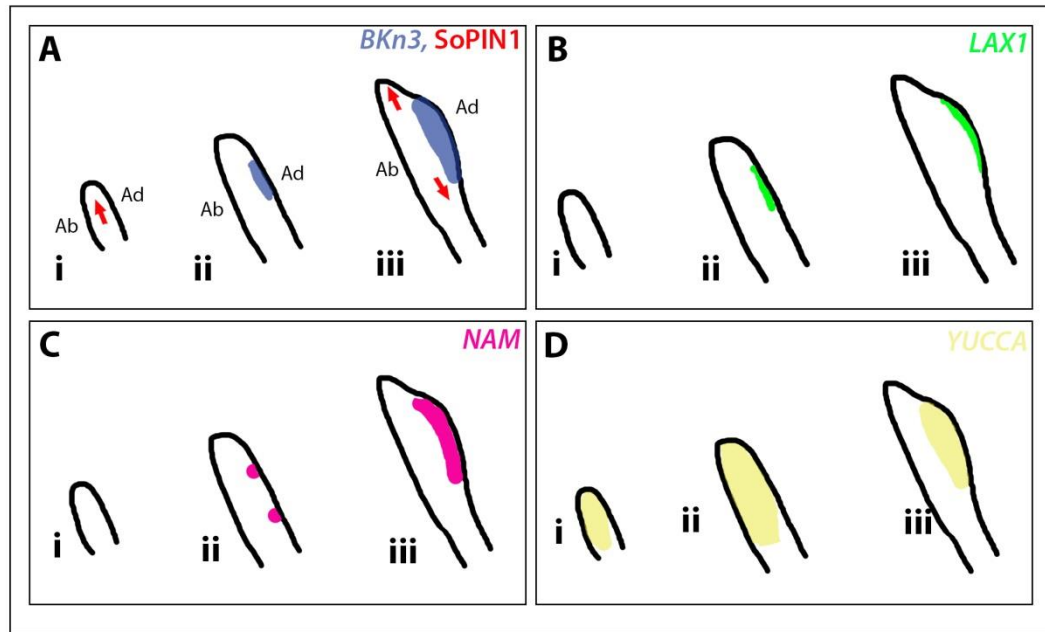 A
BKn3, SoPIN1
Ab
Ad
i
Ab
Ad
ii
Ab
Ad
iii
B
LAX1
i
ii
iii
C
NAM
i
ii
iii
D
YUCCA
i
ii
iii